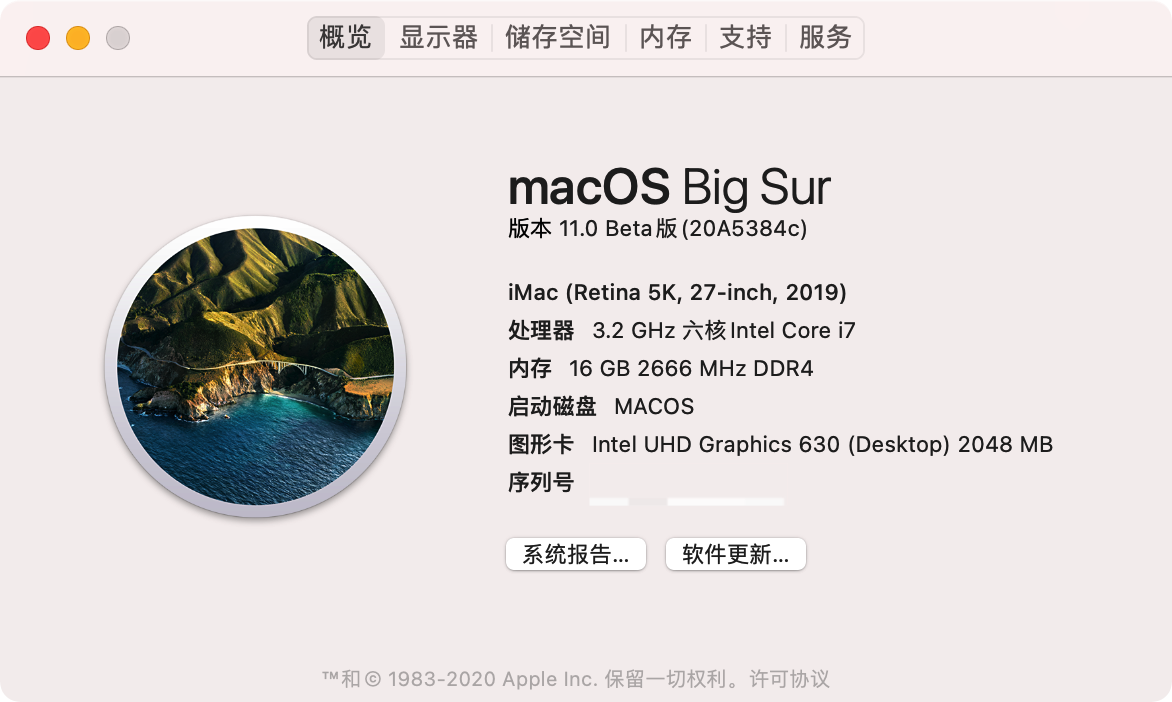 概览 显示器 储存空间 内存 支持 服务
macOS Big Sur
版本 11.0 Beta版(20A5384c)
iMac (Retina 5K, 27-inch, 2019)
处理器 3.2 GHz 六核Intel Core i7
内存 16 GB 2666 MHz DDR4
启动磁盘 MACOS
图形卡 Intel UHD Graphics 630 (Desktop) 2048 MB
序列号
系统报告... 软件更新...
™和© 1983-2020 Apple Inc. 保留一切权利。许可协议